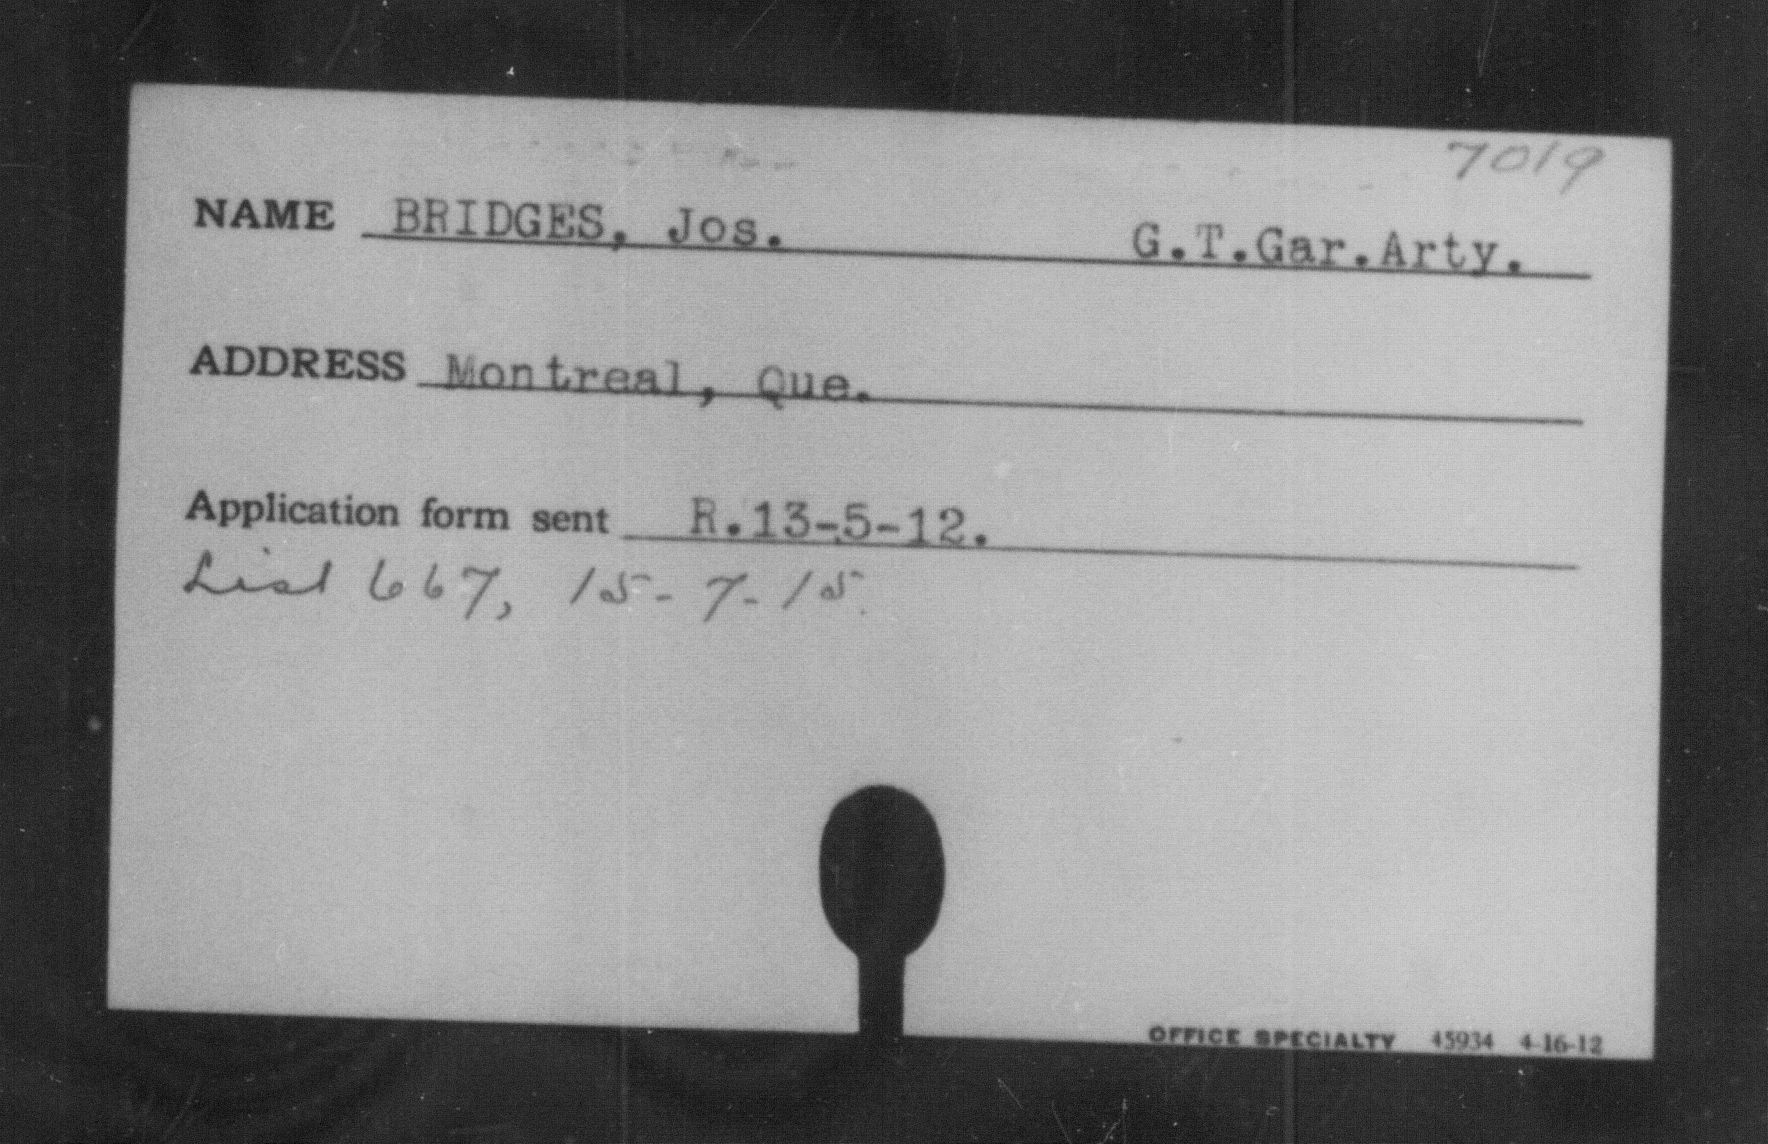 7019
NAME BRIDGES, Jos. G.T.Gar.Arty.
ADDRESS Montreal, Que.
Application form sent R.13-5-12.
List 667, 15-7-15.
OFFICE SPECIALTY 45934 4-16-12